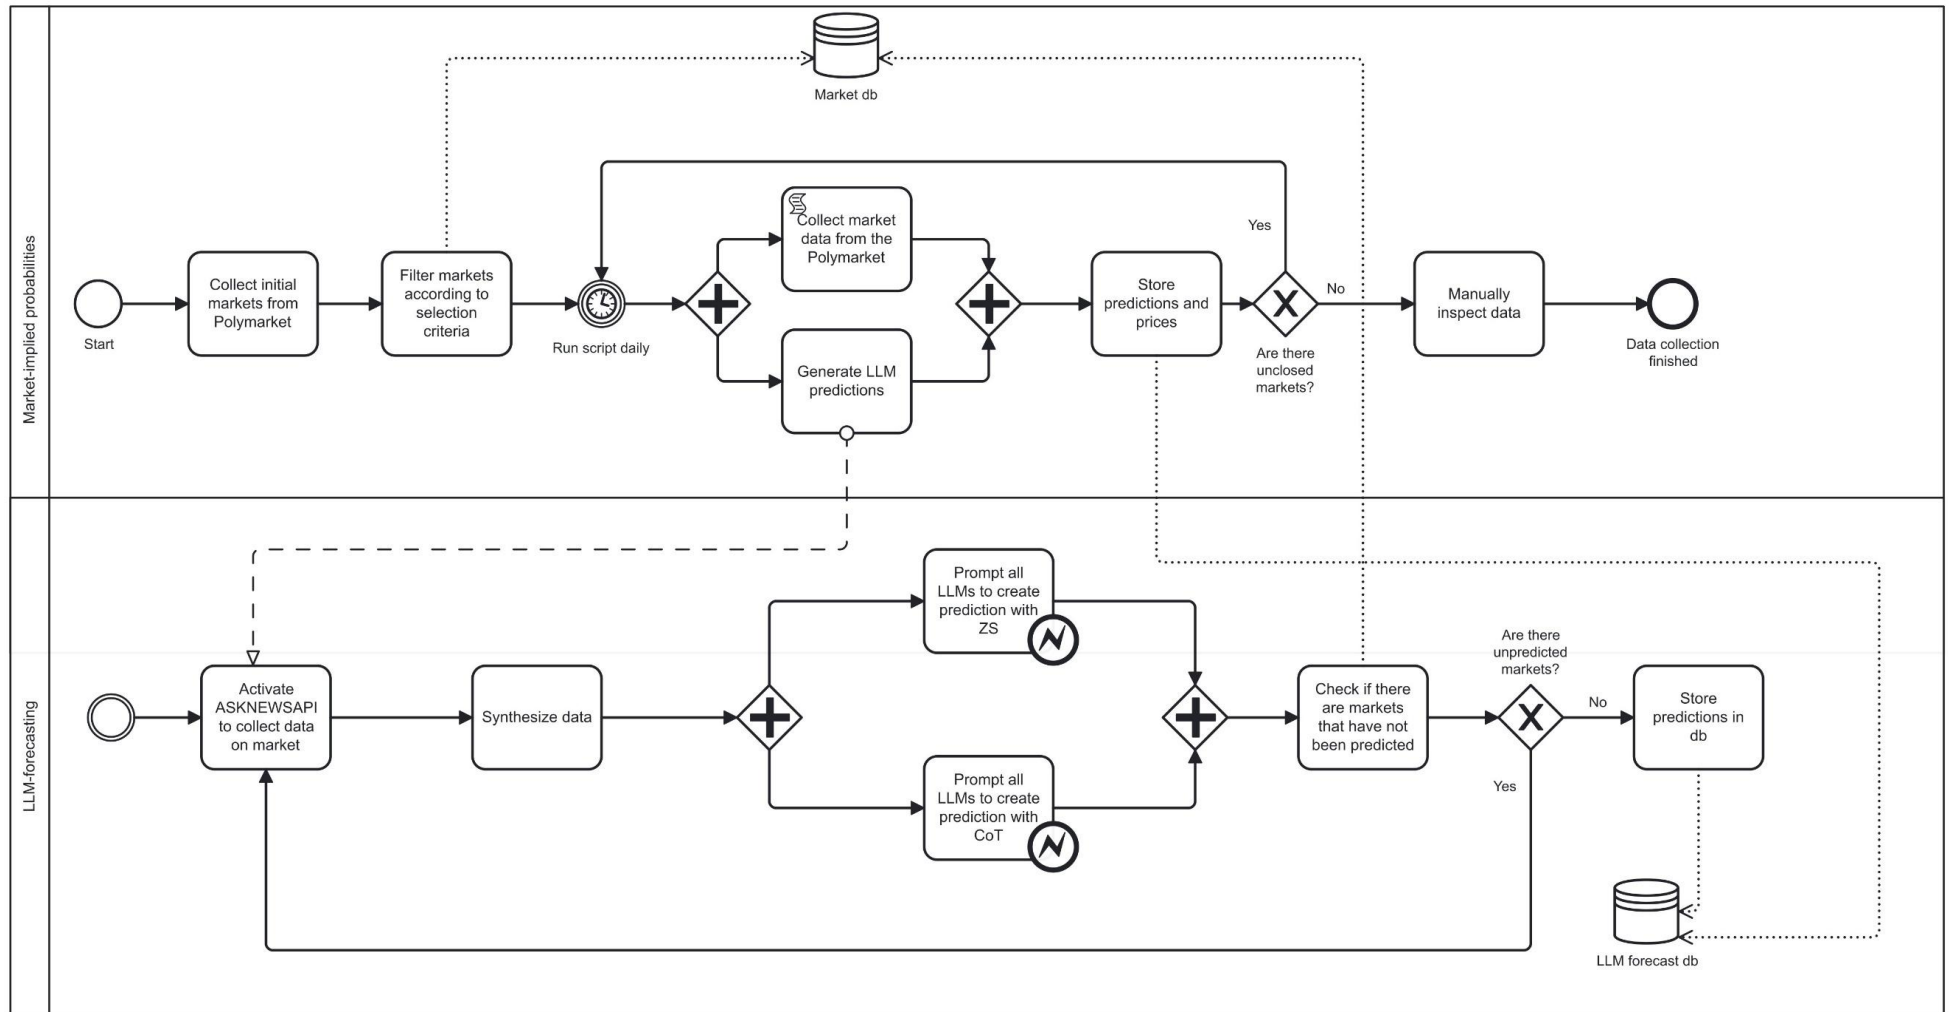 Market db
Market-implied probabilities
Start
Collect initial
markets from
Polymarket
Filter markets
according to
selection
criteria
Run script daily
Collect market
data from the
Polymarket
Generate LLM
predictions
Store
predictions and
prices
Yes
No
Are there
unclosed
markets?
Manually
inspect data
Data collection
finished
LLM-forecasting
Activate
ASKNEWSAPI
to collect data
on market
Synthesize data
Prompt all
LLMs to create
prediction with
ZS
Prompt all
LLMs to create
prediction with
CoT
Check if there
are markets
that have not
been predicted
Are there
unpredicted
markets?
No
Yes
Store
predictions in
db
LLM forecast db